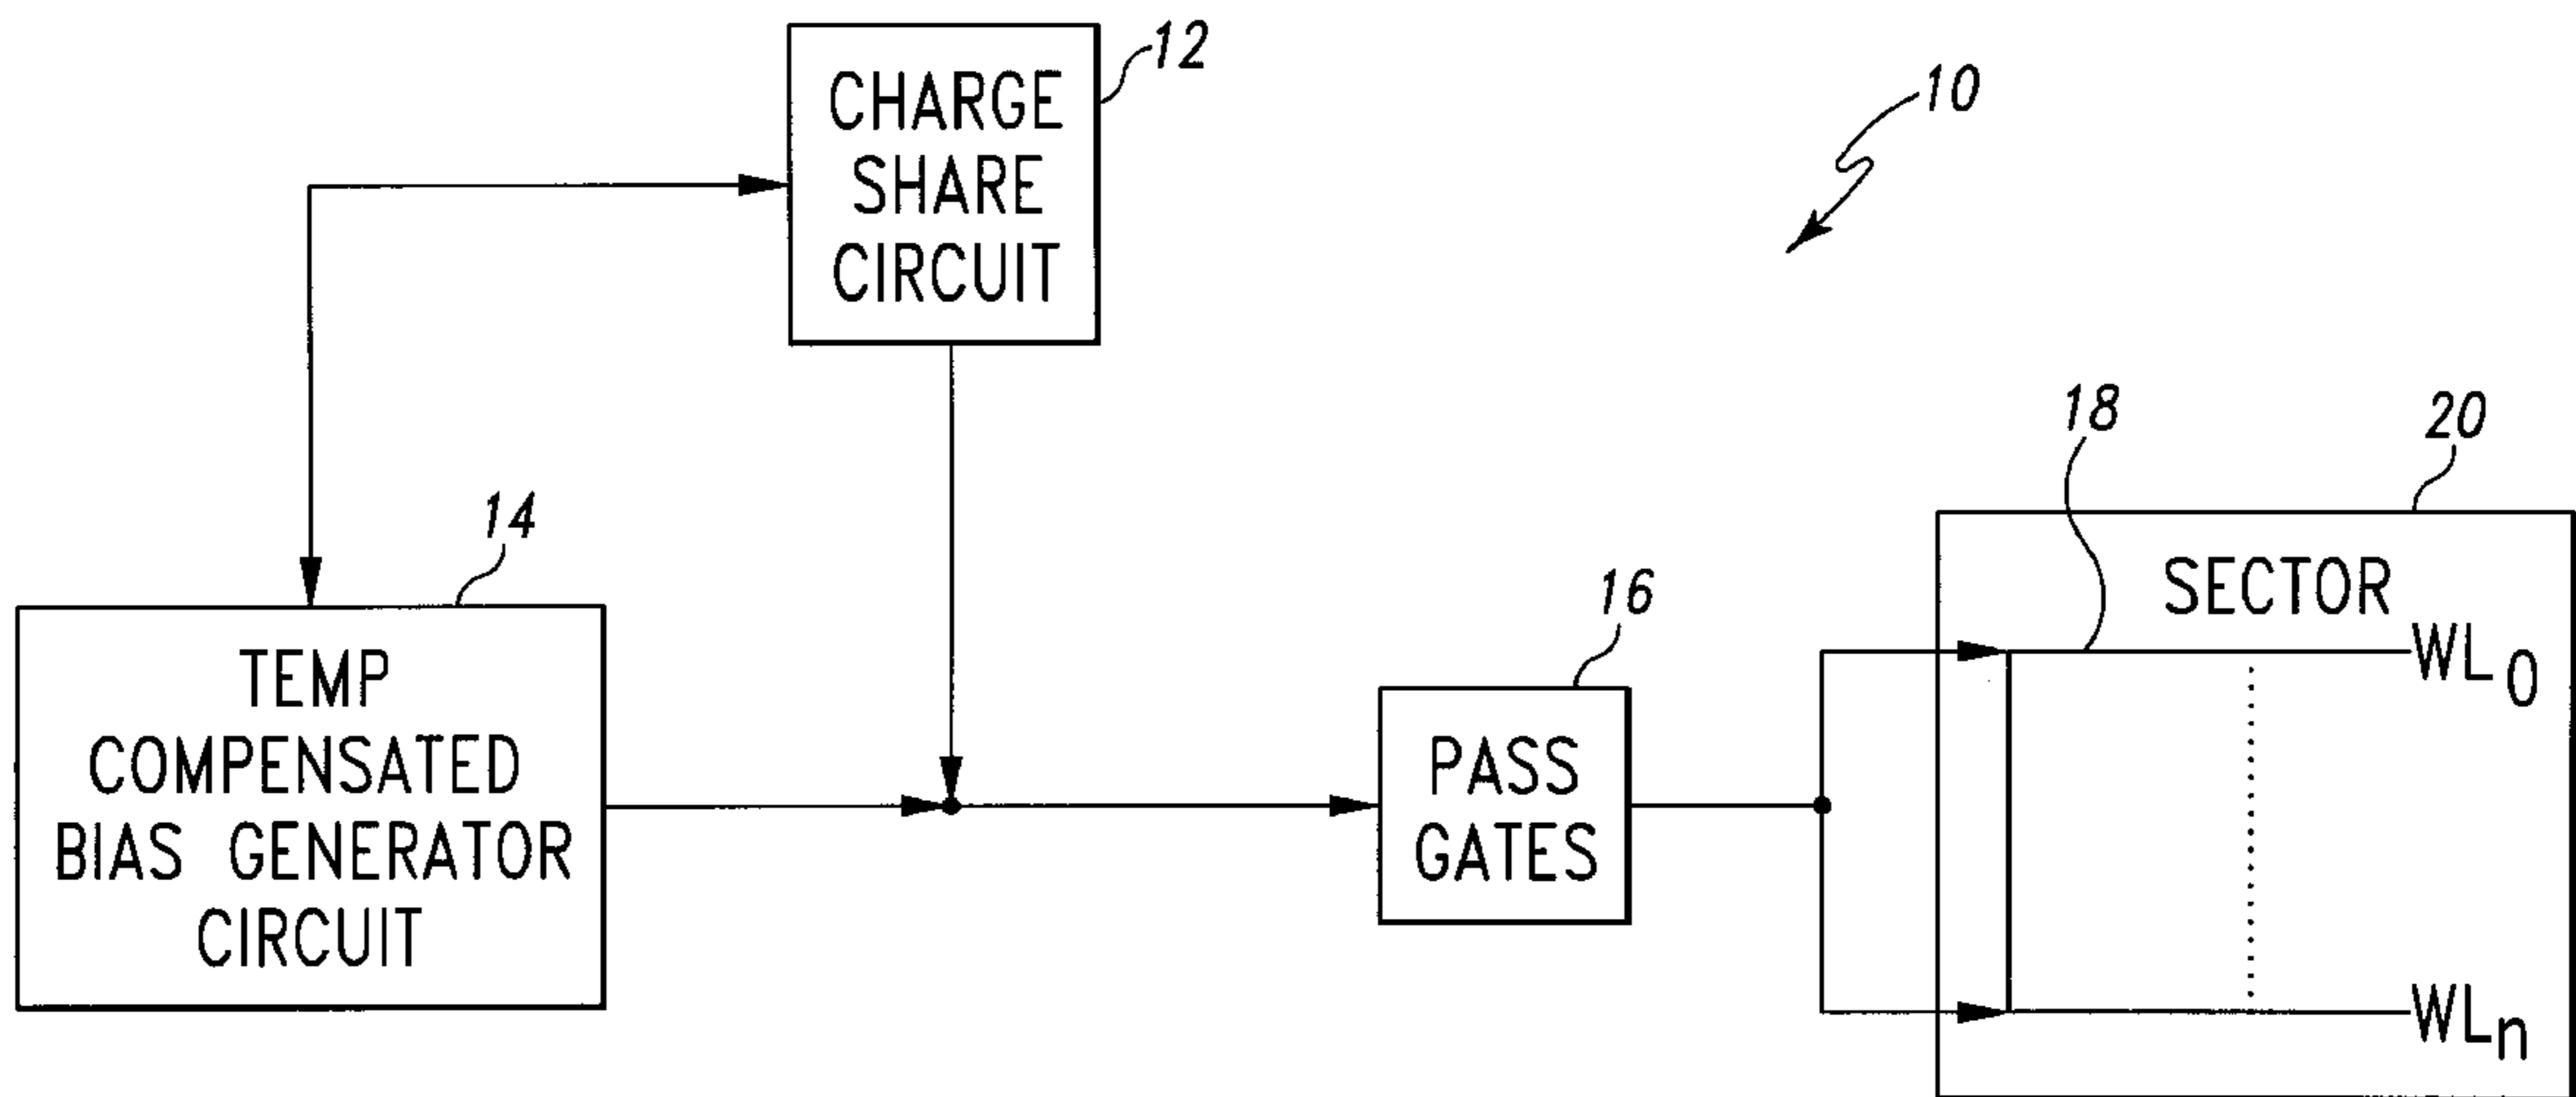 12
CHARGE
SHARE
CIRCUIT
10
14
TEMP
COMPENSATED
BIAS GENERATOR
CIRCUIT
16
PASS
GATES
18
20
SECTOR
WL0
WLn